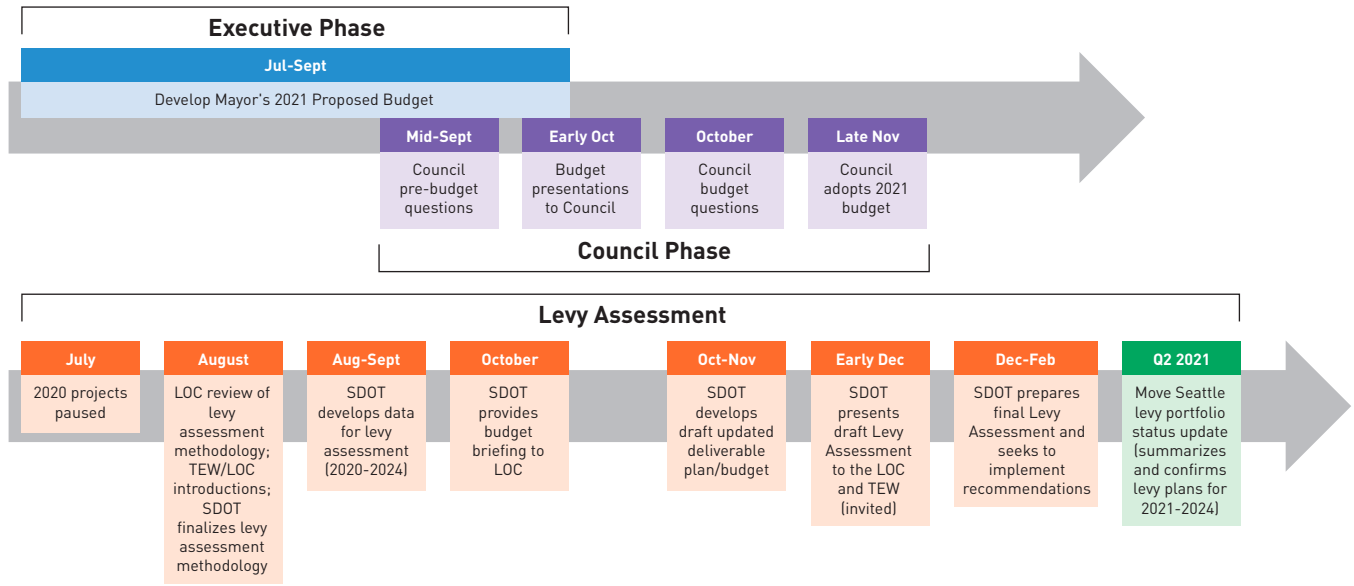 Executive Phase
Jul-Sept
Develop Mayor's 2021 Proposed Budget
Mid-Sept
Council
pre-budget
questions
Early Oct
Budget
presentations
to Council
October
Council
budget
questions
Late Nov
Council
adopts 2021
budget
Council Phase
Levy Assessment
July
2020 projects
paused
August
LOC review of
levy
assessment
methodology;
TEW/LOC
introductions;
SDOT
finalizes levy
assessment
methodology
Aug-Sept
SDOT
develops data
for levy
assessment
(2020-2024)
October
SDOT
provides
budget
briefing to
LOC
Oct-Nov
SDOT
develops
draft updated
deliverable
plan/budget
Early Dec
SDOT
presents
draft Levy
Assessment
to the LOC
and TEW
(invited)
Dec-Feb
SDOT prepares
final Levy
Assessment and
seeks to
implement
recommendations
Q2 2021
Move Seattle
levy portfolio
status update
(summarizes
and confirms
levy plans for
2021-2024)